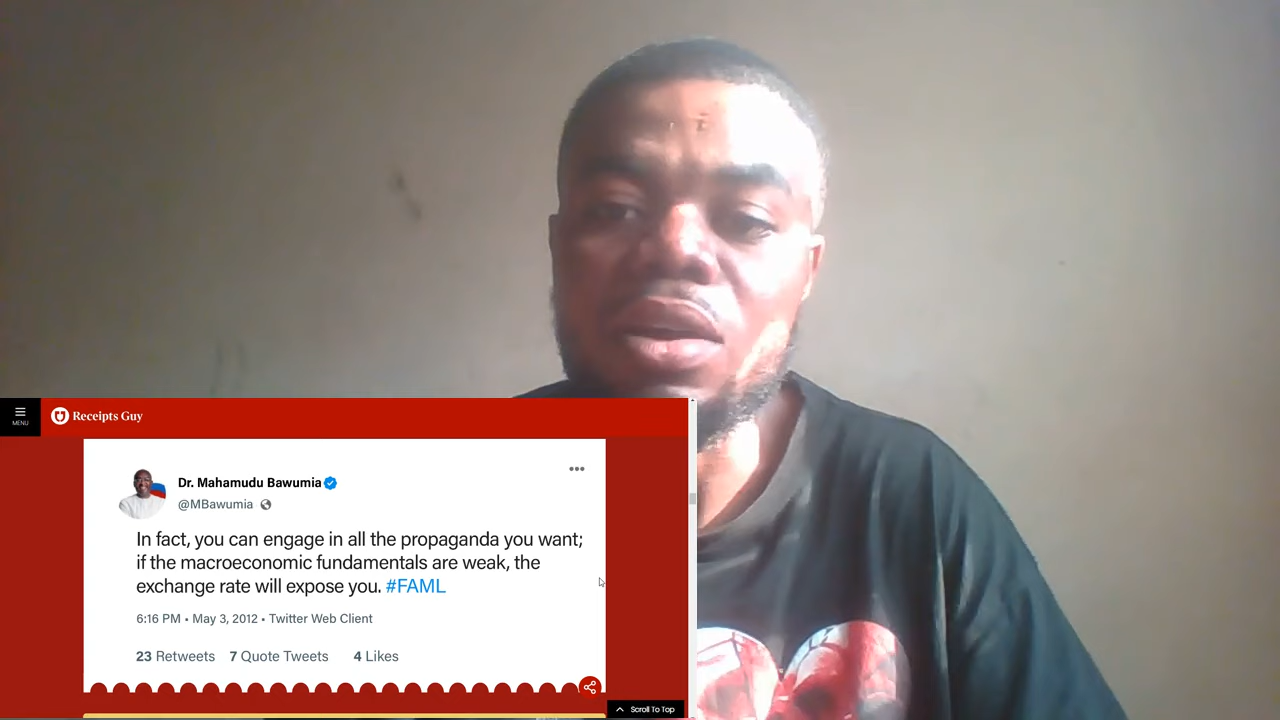 MENU
Receipts Guy
Dr. Mahamudu Bawumia
@MBawumia
In fact, you can engage in all the propaganda you want;
if the macroeconomic fundamentals are weak, the
exchange rate will expose you. #FAML
6:16 PM • May 3, 2012 • Twitter Web Client
23 Retweets 7 Quote Tweets 4 Likes
Scroll To Top